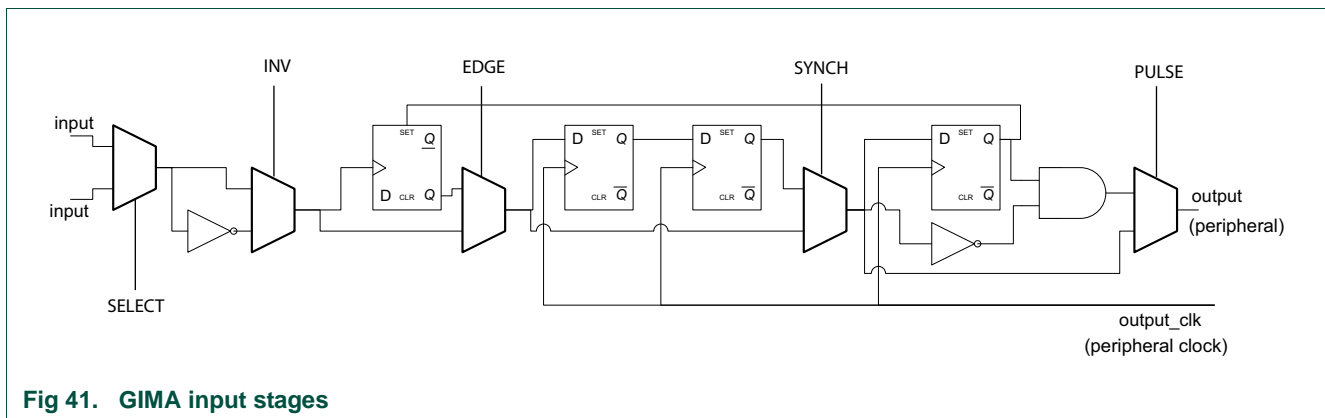 INV
EDGE
SYNCH
PULSE
input
input
SELECT
SET
Q
Q
D
CLR
Q
D
SET
Q
CLR
Q
D
SET
Q
CLR
Q
D
SET
Q
CLR
Q
output
(peripheral)
output_clk
(peripheral clock)
Fig 41. GIMA input stages